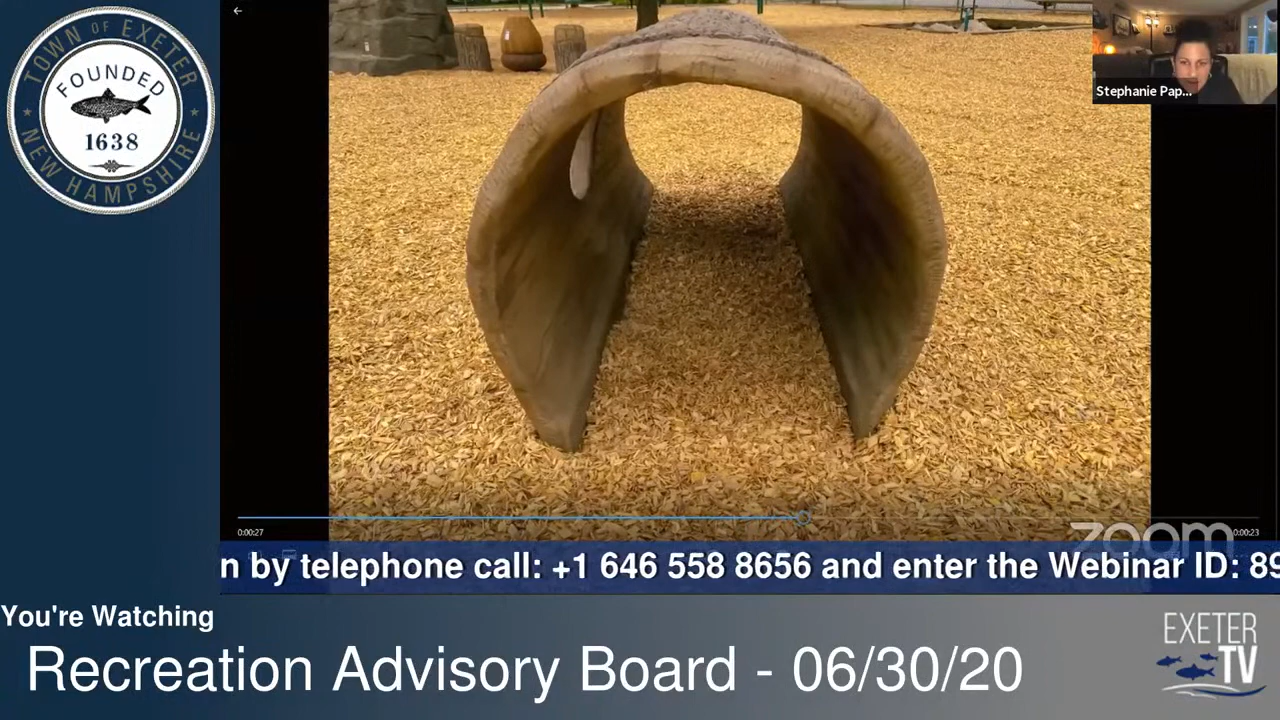 TOWN OF EXETER
FOUNDED
1638
NEW HAMPSHIRE
Stephanie Pap...
0:00:27
zoom
0:00:23
n by telephone call: +1 646 558 8656 and enter the Webinar ID: 89
You're Watching
Recreation Advisory Board - 06/30/20
EXETER
TV